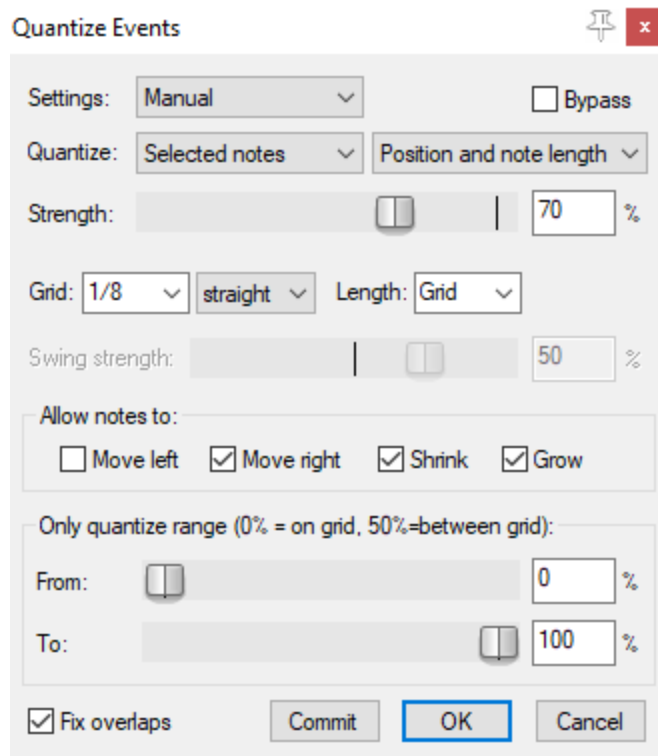 Quantize Events x
Settings: Manual Bypass
Quantize: Selected notes Position and note length
Strength: 70 %
Grid: 1/8 straight Length: Grid
Swing strength: 50 %
Allow notes to:
Move left Move right Shrink Grow
Only quantize range (0% = on grid, 50%=between grid):
From: 0 %
To: 100 %
Fix overlaps Commit OK Cancel